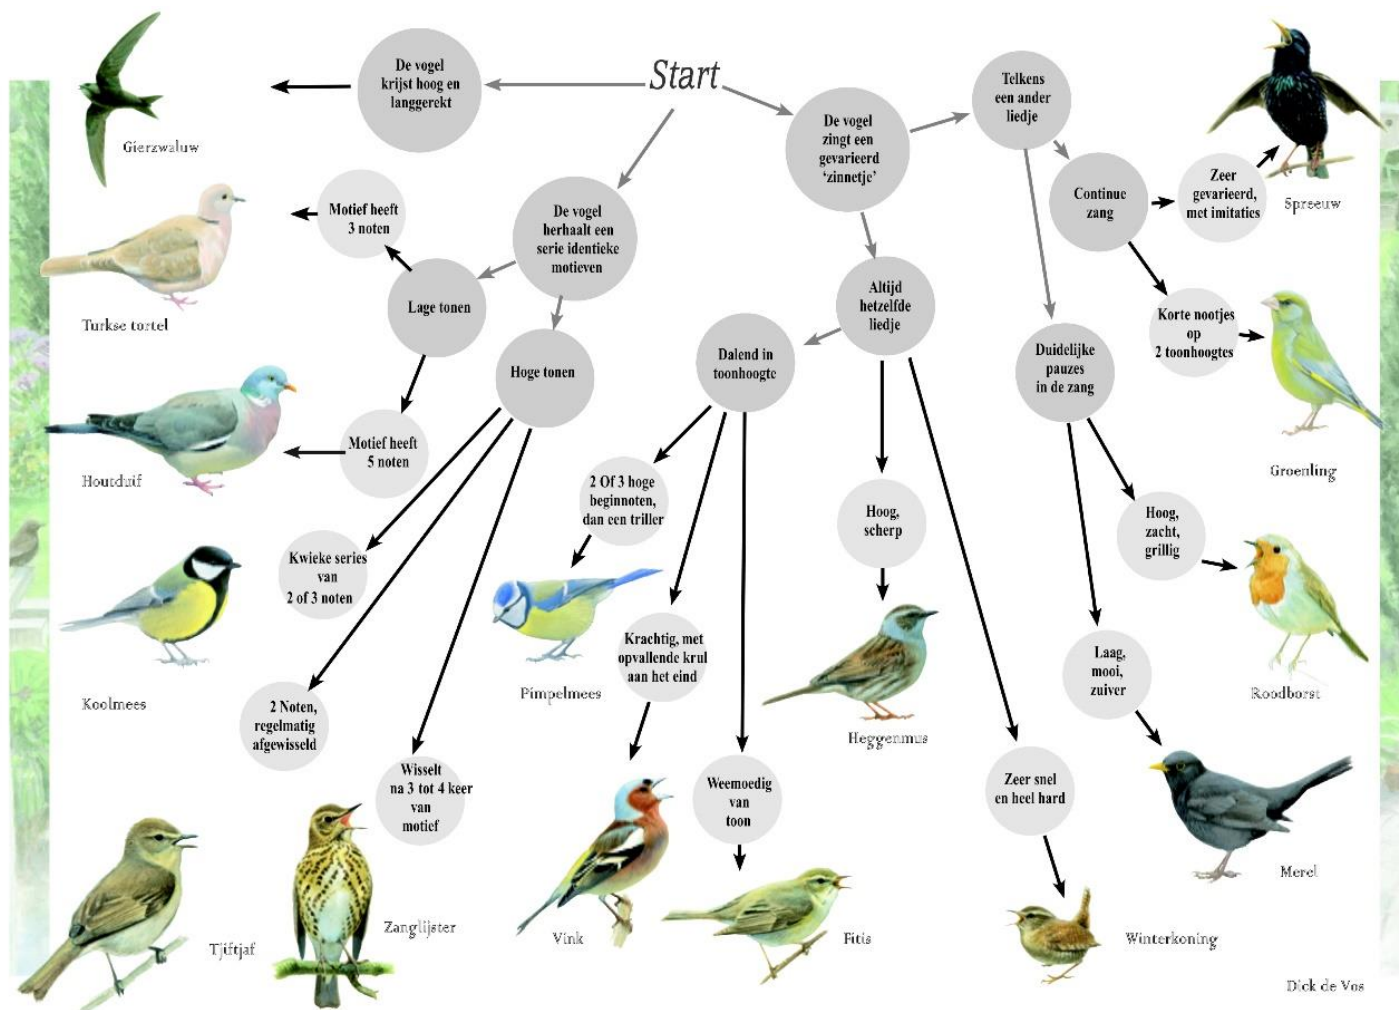 Start
De vogel
krijst hoog en
langgerekt
Gierzwaluw
De vogel
herhaalt een
serie identieke
motieven
Lage tonen
Motief heeft
3 noten
Turkse tortel
Motief heeft
5 noten
Houtduif
Hoge tonen
Kwieke series
van
2 of 3 noten
Koolmees
2 Noten,
regelmatig
afgewisseld
Tjiftjaf
Wisselt
na 3 tot 4 keer
van
motief
Zanglijster
De vogel
zingt een
gevarieerd
‘zinnetje’
Altijd
hetzelfde
liedje
Dalend in
toonhoogte
2 Of 3 hoge
beginnoten,
dan een triller
Pimpelmees
Krachtig, met
opvallende krul
aan het eind
Vink
Weemoedig
van
toon
Fitis
Hoog,
scherp
Heggenmus
Zeer snel
en heel hard
Winterkoning
Telkens
een ander
liedje
Continue
zang
Zeer
gevarieerd,
met imitaties
Spreeuw
Korte nootjes
op
2 toonhoogtes
Groenling
Duidelijke
pauzes
in de zang
Hoog,
zacht,
grillig
Roodborst
Laag,
mooi,
zuiver
Merel
Dick de Vos